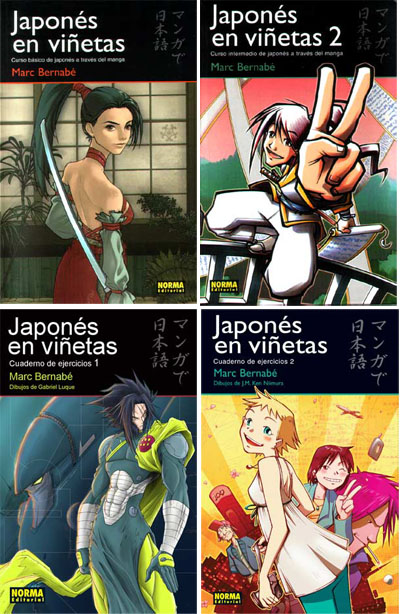 Japonés
en viñetas
Curso básico de japonés a través del manga
Marc Bernabé
マンガで
日本語
NORMA
Editorial
Japonés
en viñetas 2
Curso intermedio de japonés a través del manga
Marc Bernabé
マンガで
日本語
NORMA
Editorial
Japonés
en viñetas
Cuaderno de ejercicios 1
Marc Bernabé
Dibujos de Gabriel Luque
マンガで
日本語
NORMA
Editorial
Japonés
en viñetas
Cuaderno de ejercicios 2
Marc Bernabé
Dibujos de J.M. Ken Niimura
マンガで
日本語
NORMA
Editorial